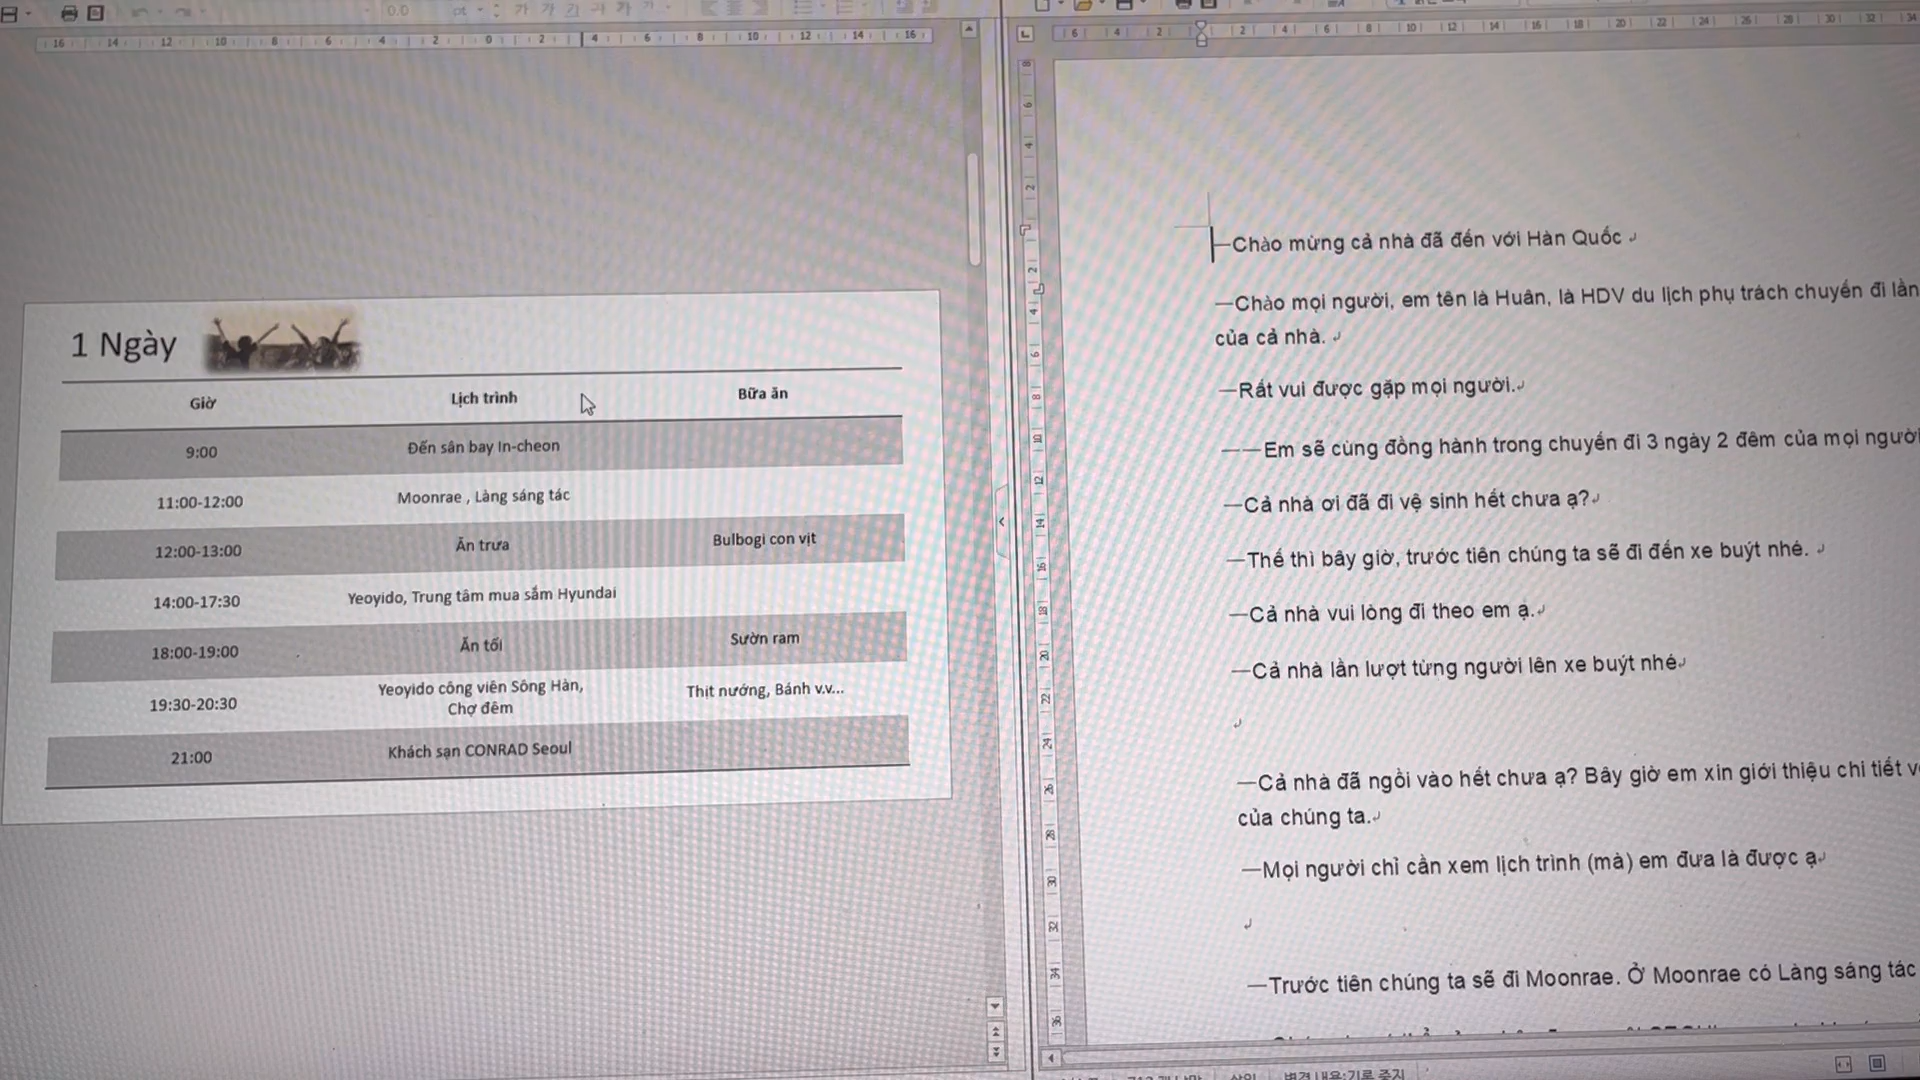 1 Ngày
Giờ Lịch trình Bữa ăn
9:00 Đến sân bay In-cheon
11:00-12:00 Moonrae , Làng sáng tác
12:00-13:00 Ăn trưa Bulbogi con vịt
14:00-17:30 Yeoyido, Trung tâm mua sắm Hyundai
18:00-19:00 Ăn tối Sườn ram
19:30-20:30 Yeoyido công viên Sông Hàn, Thịt nướng, Bánh v.v...
Chợ đêm
21:00 Khách sạn CONRAD Seoul
—Chào mừng cả nhà đã đến với Hàn Quốc
—Chào mọi người, em tên là Huân, là HDV du lịch phụ trách chuyến đi lần
của cả nhà.
—Rất vui được gặp mọi người.
——Em sẽ cùng đồng hành trong chuyến đi 3 ngày 2 đêm của mọi người
—Cả nhà ơi đã đi vệ sinh hết chưa ạ?
—Thế thì bây giờ, trước tiên chúng ta sẽ đi đến xe buýt nhé.
—Cả nhà vui lòng đi theo em ạ.
—Cả nhà lần lượt từng người lên xe buýt nhé
—Cả nhà đã ngồi vào hết chưa ạ? Bây giờ em xin giới thiệu chi tiết
của chúng ta.
—Mọi người chỉ cần xem lịch trình (mà) em đưa là được ạ
—Trước tiên chúng ta sẽ đi Moonrae. Ở Moonrae có Làng sáng tác